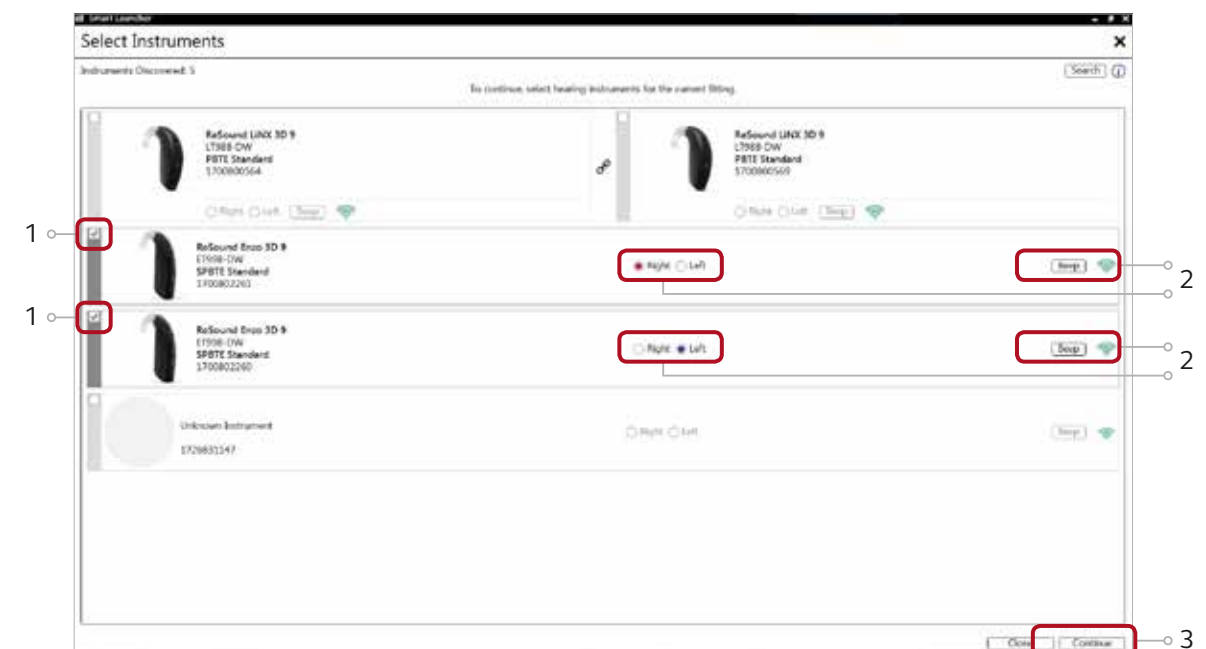 Smart Launcher
Select Instruments
Instruments Discovered: 5
Search
To continue, select hearing instruments for the current fitting.
ReSound LiNX 3D 9
LT988-DW
PBTE Standard
1700800564
Right Left Beep
ReSound LiNX 3D 9
LT988-DW
PBTE Standard
1700800569
Right Left Beep
1
ReSound Enzo 3D 9
ET998-DW
SPBTE Standard
1700802261
Right Left
Beep
2
1
ReSound Enzo 3D 9
ET998-DW
SPBTE Standard
1700802260
Right Left
Beep
2
Unknown Instrument
1726831547
Right Left
Beep
Close
Continue
3